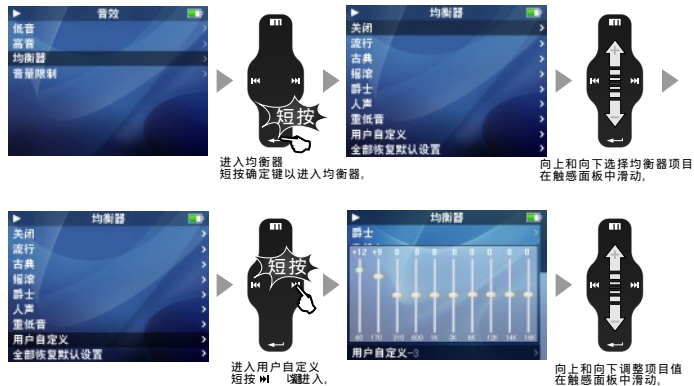 音效
低音
高音
均衡器
音量限制
m
短按
进入均衡器
短按确定键以进入均衡器,
均衡器
关闭
流行
古典
摇滚
爵士
人声
重低音
用户自定义
全部恢复默认设置
m
向上和向下选择均衡器项目
在触感面板中滑动,
均衡器
关闭
流行
古典
摇滚
爵士
人声
重低音
用户自定义
全部恢复默认设置
m
短按
进入用户自定义
短按 进入,
均衡器
爵士
+12 +9 0 0 0 0 0 0 0 0
60 170 310 600 1K 3K 6K 12K 14K 16K
用户自定义-3
m
向上和向下调整项目值
在触感面板中滑动,